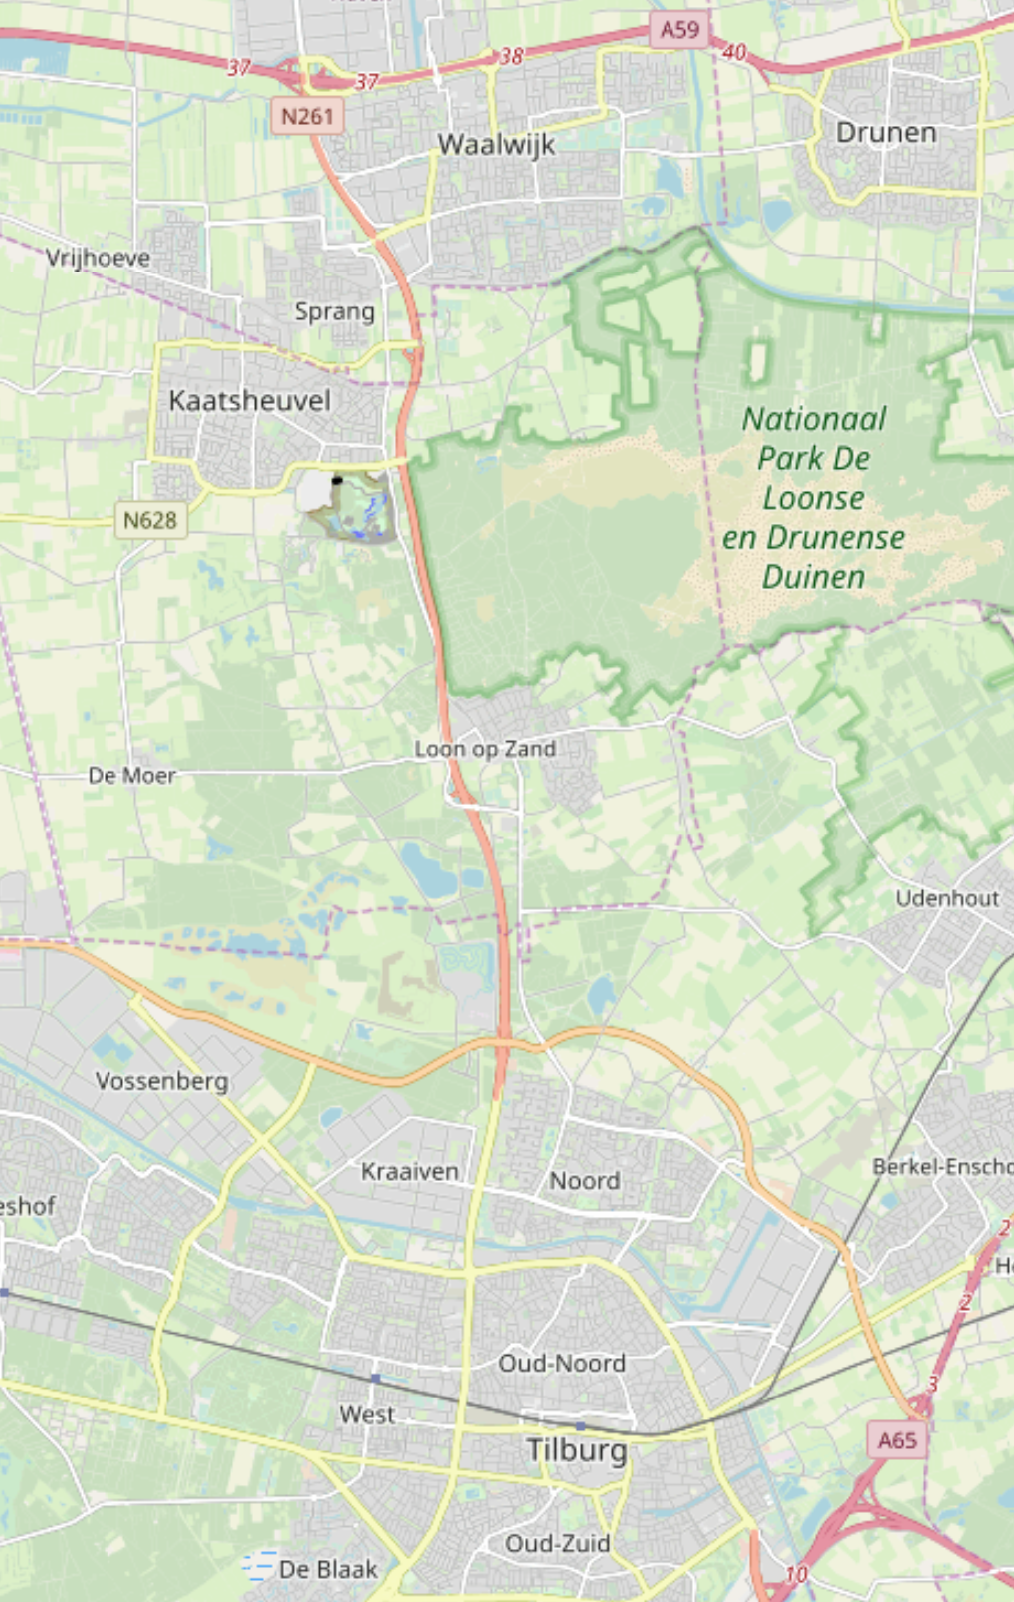 A59
38
40
37
37
N261
Drunen
Waalwijk
Vrijhoeve
Sprang
Kaatsheuvel
Nationaal
Park De
Loonse
en Drunense
Duinen
N628
Loon op Zand
De Moer
Udenhout
Vossenberg
Kraaiven
Noord
Berkel-Enscho
eshof
2
He
2
Oud-Noord
3
West
Tilburg
A65
Oud-Zuid
De Blaak
10